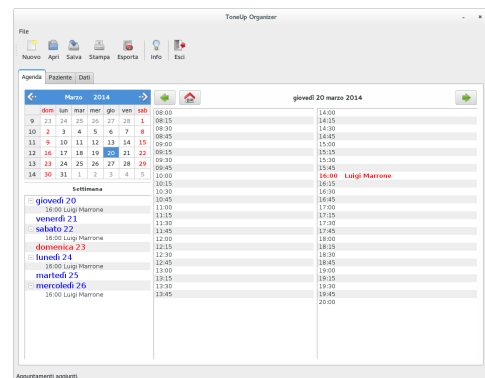 ToneUp Organizer
File
Nuovo Apri Salva Stampa Esporta Info Esci
Agenda Paziente Dati
Marzo 2014
dom lun mar mer gio ven sab
9 23 24 25 26 27 28 1
10 2 3 4 5 6 7 8
11 9 10 11 12 13 14 15
12 16 17 18 19 20 21 22
13 23 24 25 26 27 28 29
14 30 31 1 2 3 4 5
Settimana
giovedì 20
16:00 Luigi Marrone
venerdì 21
sabato 22
16:00 Luigi Marrone
domenica 23
lunedì 24
16:00 Luigi Marrone
martedì 25
mercoledì 26
16:00 Luigi Marrone
giovedì 20 marzo 2014
08:00
08:15
08:30
08:45
09:00
09:15
09:30
09:45
10:00
10:15
10:30
10:45
11:00
11:15
11:30
11:45
12:00
12:15
12:30
12:45
13:00
13:15
13:30
13:45
14:00
14:15
14:30
14:45
15:00
15:15
15:30
15:45
16:00 Luigi Marrone
16:15
16:30
16:45
17:00
17:15
17:30
17:45
18:00
18:15
18:30
18:45
19:00
19:15
19:30
19:45
20:00
Appuntamenti aggiunti.